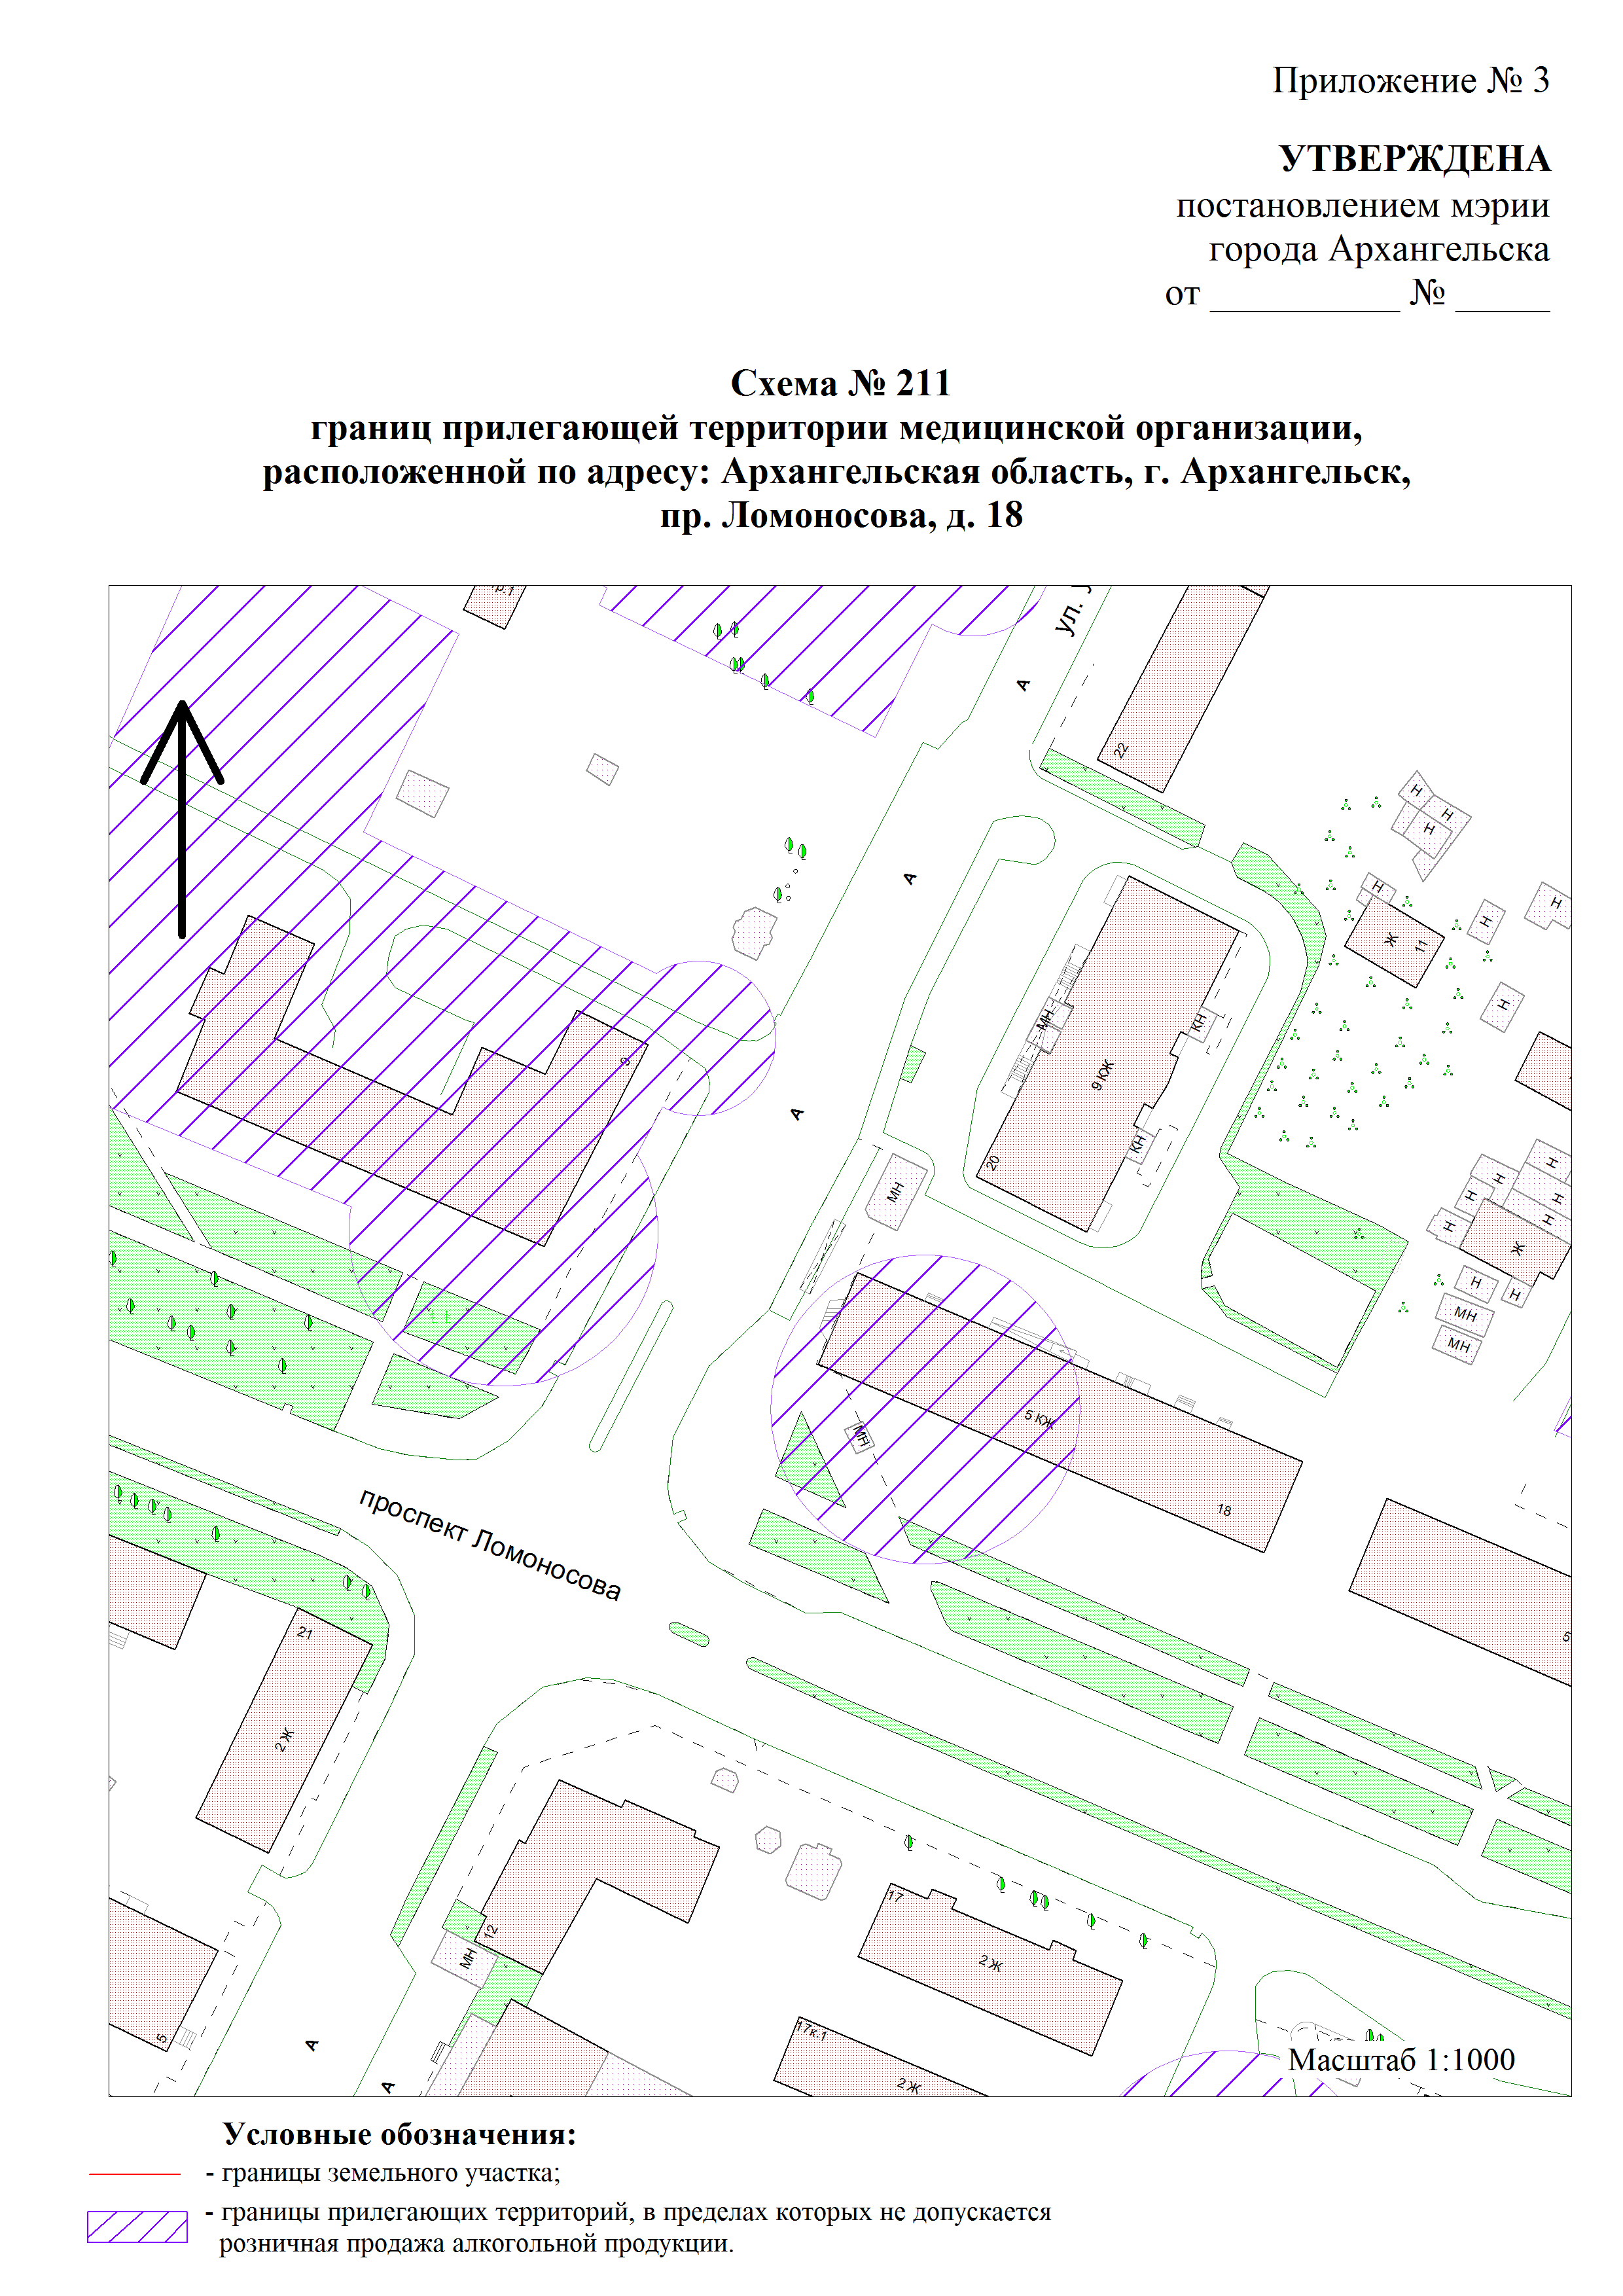 Приложение № 3
УТВЕРЖДЕНА
постановлением мэрии
города Архангельска
от __________ № _____
Схема № 211
границ прилегающей территории медицинской организации,
расположенной по адресу: Архангельская область, г. Архангельск,
пр. Ломоносова, д. 18
ул.
А
22
А
Н
Н
Н
Н
Н
Н
Ж
11
Н
МН
КН
9 КЖ
9
А
КН
20
МН
Н
Н
Н
Н
Н
Н
Ж
Н
Н
МН
МН
5 КЖ
МН
18
проспект Ломоносова
21
2 Ж
5
12
МН
17
2 Ж
17к.1
2 Ж
5
А
А
Масштаб 1:1000
Условные обозначения:
- границы земельного участка;
- границы прилегающих территорий, в пределах которых не допускается
розничная продажа алкогольной продукции.